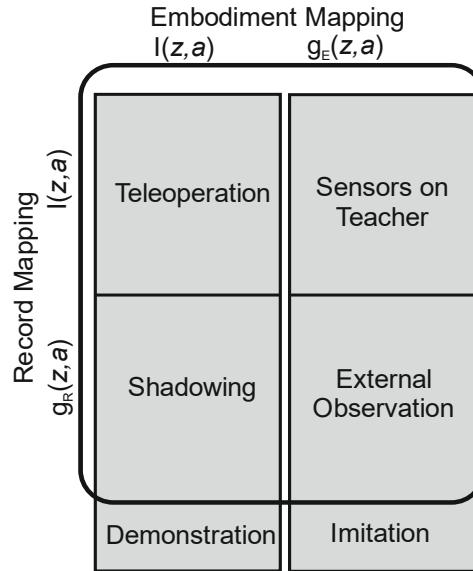 Embodiment Mapping
I(z,a) g_E(z,a)
Record Mapping
I(z,a)
g_R(z,a)
Teleoperation
Sensors on
Teacher
Shadowing
External
Observation
Demonstration
Imitation